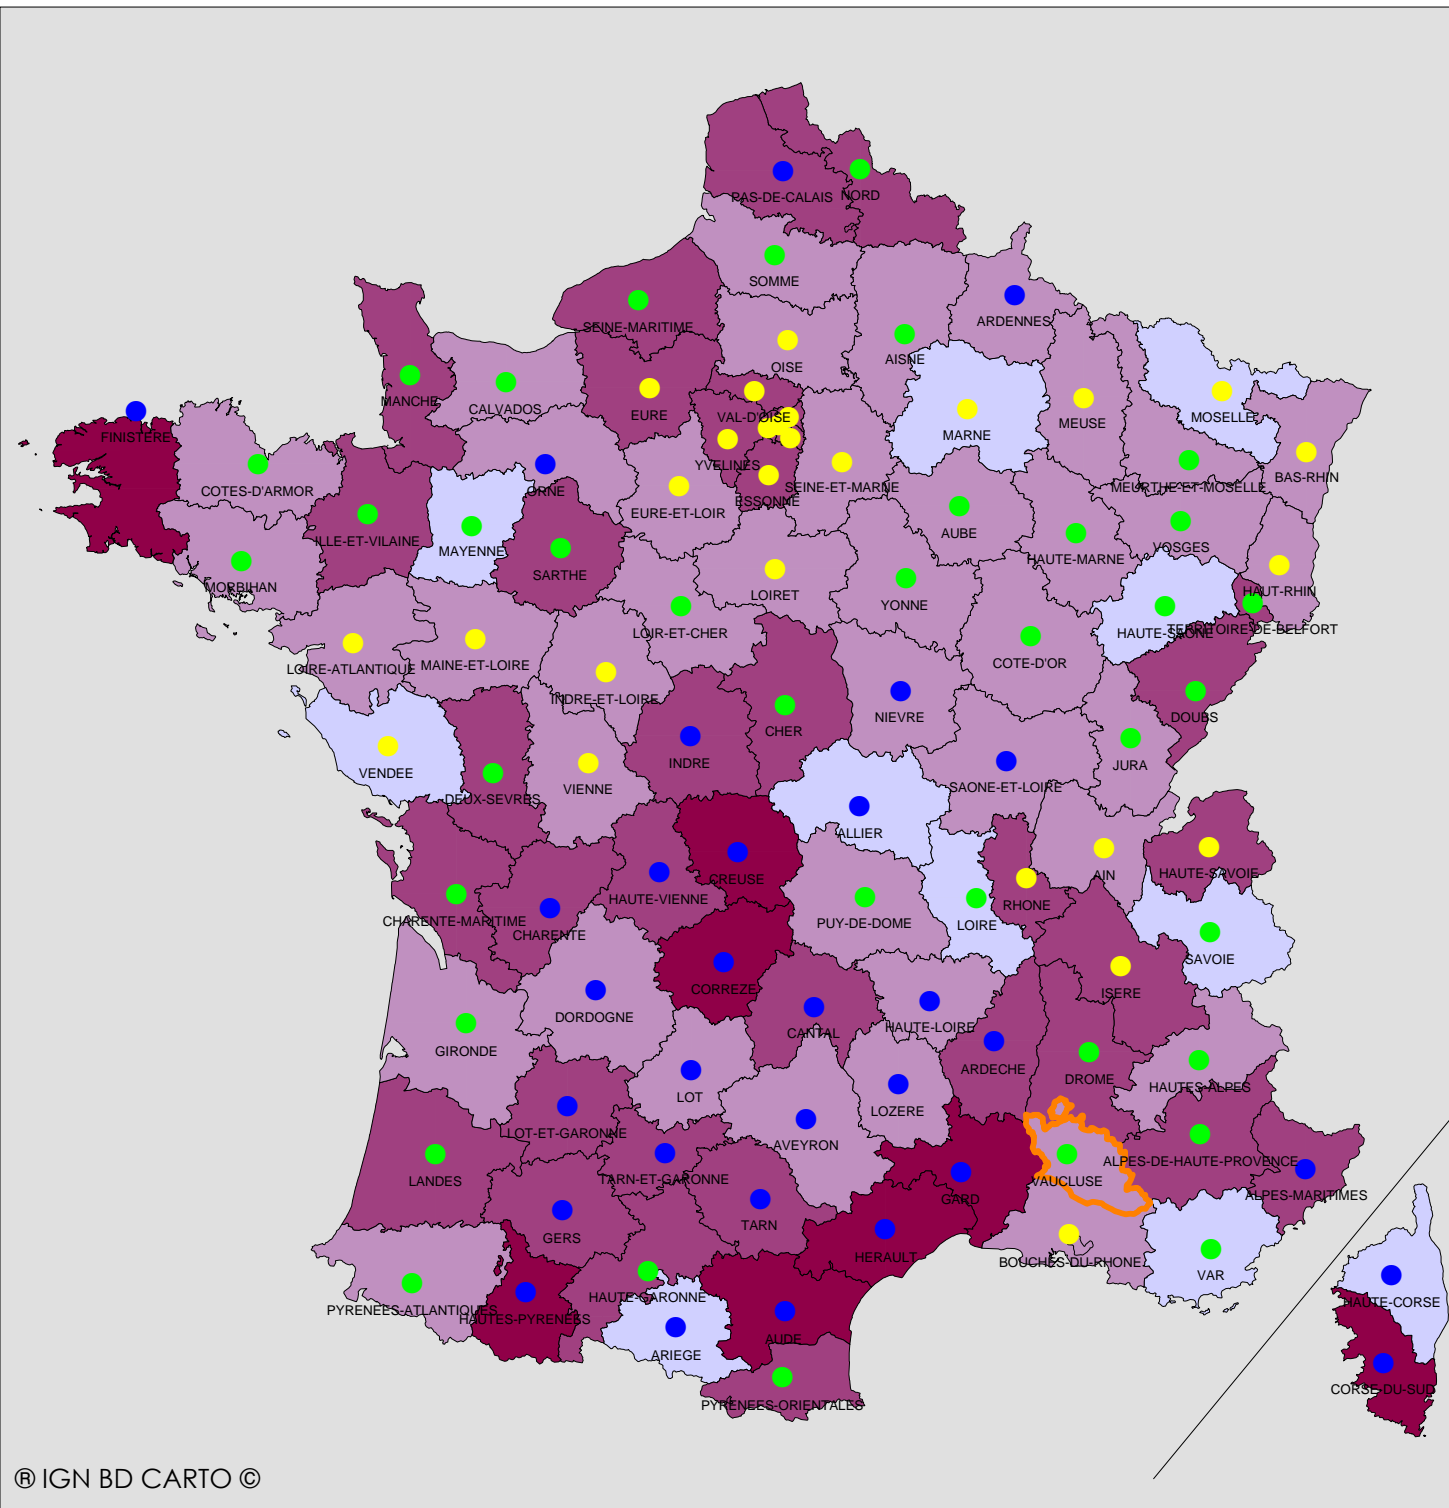 PAS-DE-CALAIS
NORD
SOMME
ARDENNES
SEINE-MARITIME
AISNE
OISE
MANCHE
CALVADOS
EURE
VAL-D'OISE
MEUSE
MOSELLE
FINISTERE
MARNE
YVELINES
COTES-D'ARMOR
ORNE
SEINE-ET-MARNE
MEURTHE-ET-MOSELLE
BAS-RHIN
ESSONNE
EURE-ET-LOIR
ILLE-ET-VILAINE
MAYENNE
AUBE
VOSGES
HAUTE-MARNE
SARTHE
MORBIHAN
LOIRET
YONNE
HAUT-RHIN
LOIR-ET-CHER
HAUTE-SAONE
TERRITOIRE-DE-BELFORT
LOIRE-ATLANTIQUE
MAINE-ET-LOIRE
COTE-D'OR
INDRE-ET-LOIRE
NIEVRE
DOUBS
CHER
INDRE
JURA
VENDEE
VIENNE
SAONE-ET-LOIRE
DEUX-SEVRES
ALLIER
CREUSE
HAUTE-VIENNE
AIN
HAUTE-SAVOIE
RHONE
CHARENTE-MARITIME
CHARENTE
PUY-DE-DOME
LOIRE
SAVOIE
CORREZE
ISERE
DORDOGNE
CANTAL
HAUTE-LOIRE
GIRONDE
ARDECHE
DROME
HAUTES-ALPES
LOT
LOZERE
LOT-ET-GARONNE
AVEYRON
ALPES-DE-HAUTE-PROVENCE
LANDES
TARN-ET-GARONNE
VAUCLUSE
ALPES-MARITIMES
GARD
TARN
GERS
HERAULT
BOUCHES-DU-RHONE
VAR
HAUTE-GARONNE
HAUTE-CORSE
PYRENEES-ATLANTIQUES
HAUTES-PYRENEES
AUDE
ARIEGE
CORSE-DU-SUD
PYRENEES-ORIENTALES
® IGN BD CARTO ©